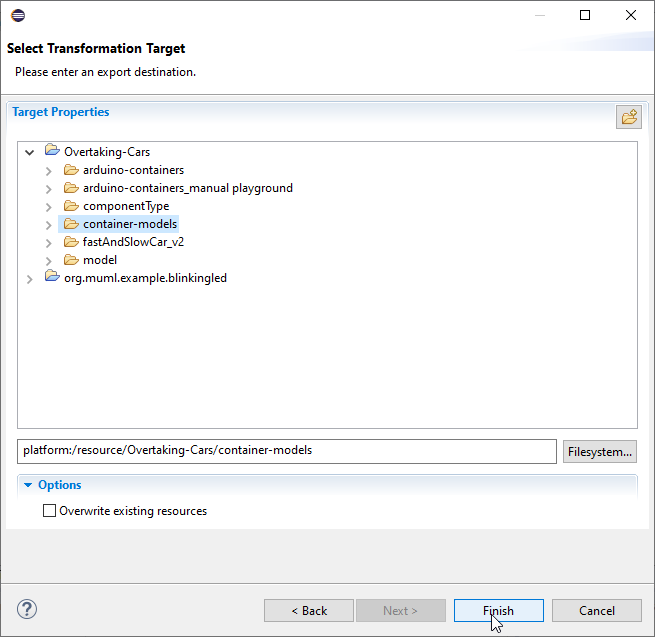 Select Transformation Target
Please enter an export destination.
Target Properties
Overtaking-Cars
arduino-containers
arduino-containers_manual playground
componentType
container-models
fastAndSlowCar_v2
model
org.muml.example.blinkingled
platform:/resource/Overtaking-Cars/container-models
Filesystem...
Options
Overwrite existing resources
?
< Back
Next >
Finish
Cancel